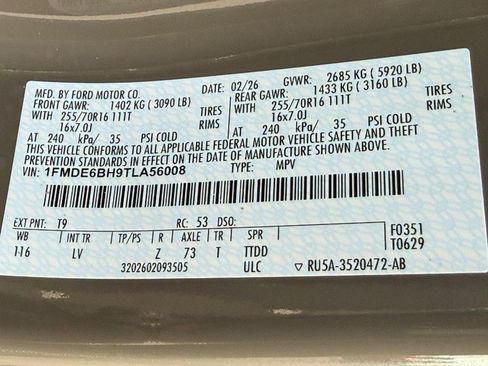 MFD. BY FORD MOTOR CO. DATE: 02/26 GVWR: 2685 KG ( 5920 LB)
FRONT GAWR: 1402 KG ( 3090 LB) REAR GAWR: 1433 KG ( 3160 LB)
WITH 255/70R16 111T TIRES WITH 255/70R16 111T TIRES
16x7.0J RIMS 16x7.0J RIMS
AT 240 kPa/ 35 PSI COLD AT 240 kPa/ 35 PSI COLD
THIS VEHICLE CONFORMS TO ALL APPLICABLE FEDERAL MOTOR VEHICLE SAFETY AND THEFT
PREVENTION STANDARDS IN EFFECT ON THE DATE OF MANUFACTURE SHOWN ABOVE.
VIN: 1FMDE6BH9TLA56008 TYPE: MPV
EXT PNT: T9 RC: 53 DSO: F0351
WB INT TR TP/PS R AXLE TR SPR T0629
116 LV Z 73 T TTDD
3202602093505 ULC ▽ RU5A-3520472-AB